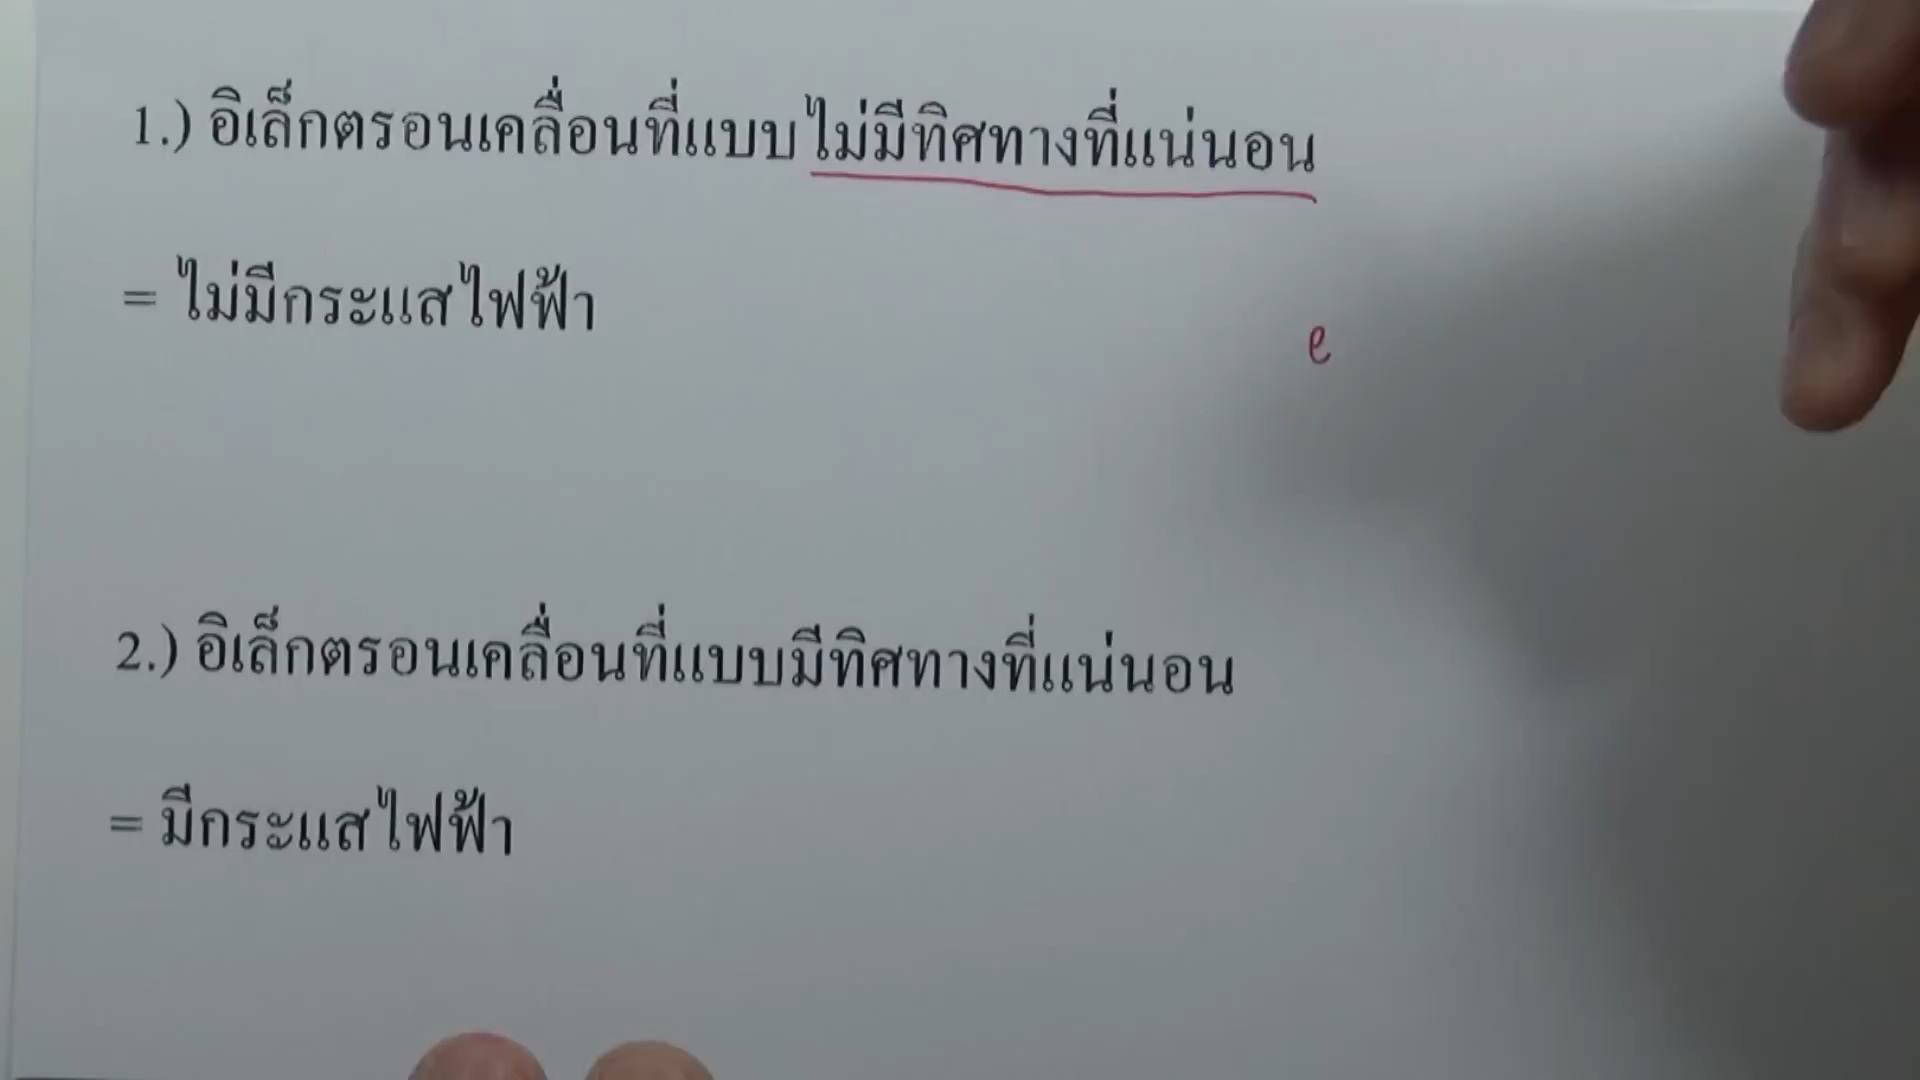 1.) อิเล็กตรอนเคลื่อนที่แบบไม่มีทิศทางที่แน่นอน
= ไม่มีกระแสไฟฟ้า
e
2.) อิเล็กตรอนเคลื่อนที่แบบมีทิศทางที่แน่นอน
= มีกระแสไฟฟ้า